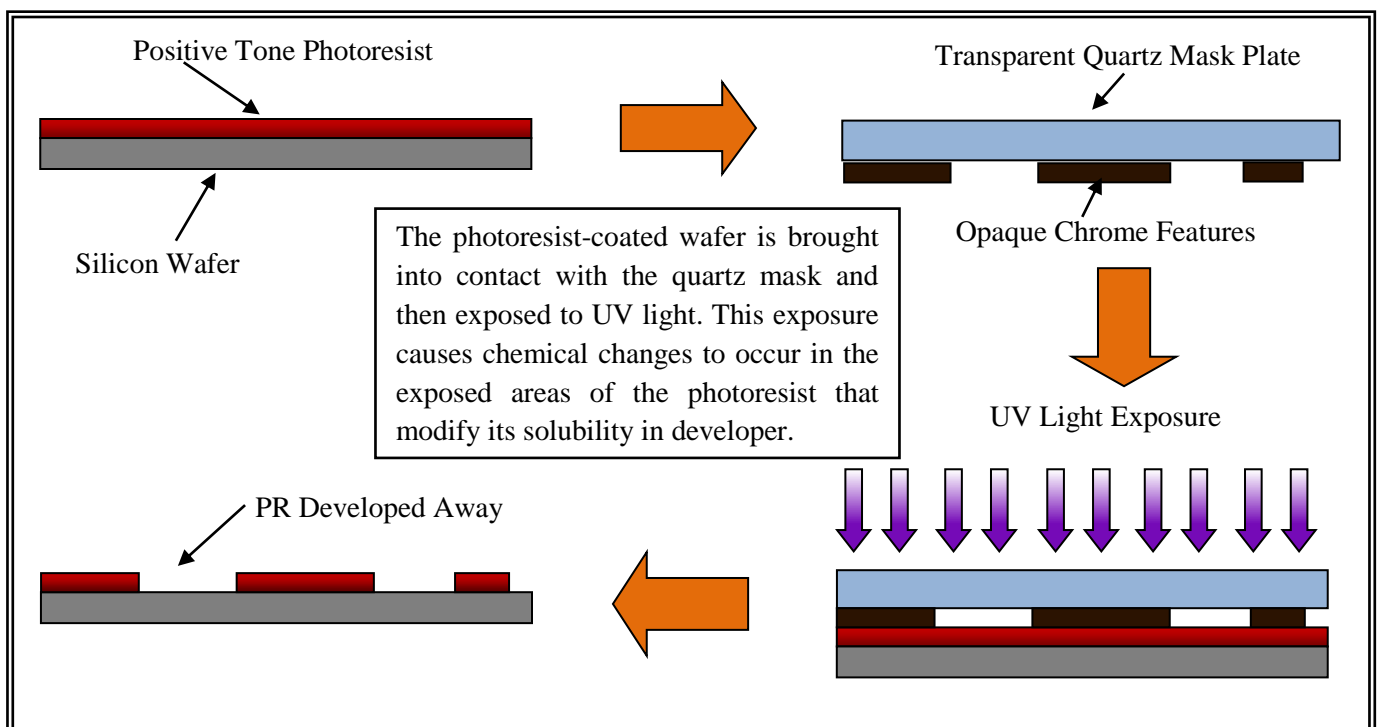 Positive Tone Photoresist
Silicon Wafer
Transparent Quartz Mask Plate
Opaque Chrome Features
The photoresist-coated wafer is brought
into contact with the quartz mask and
then exposed to UV light. This exposure
causes chemical changes to occur in the
exposed areas of the photoresist that
modify its solubility in developer.
UV Light Exposure
PR Developed Away